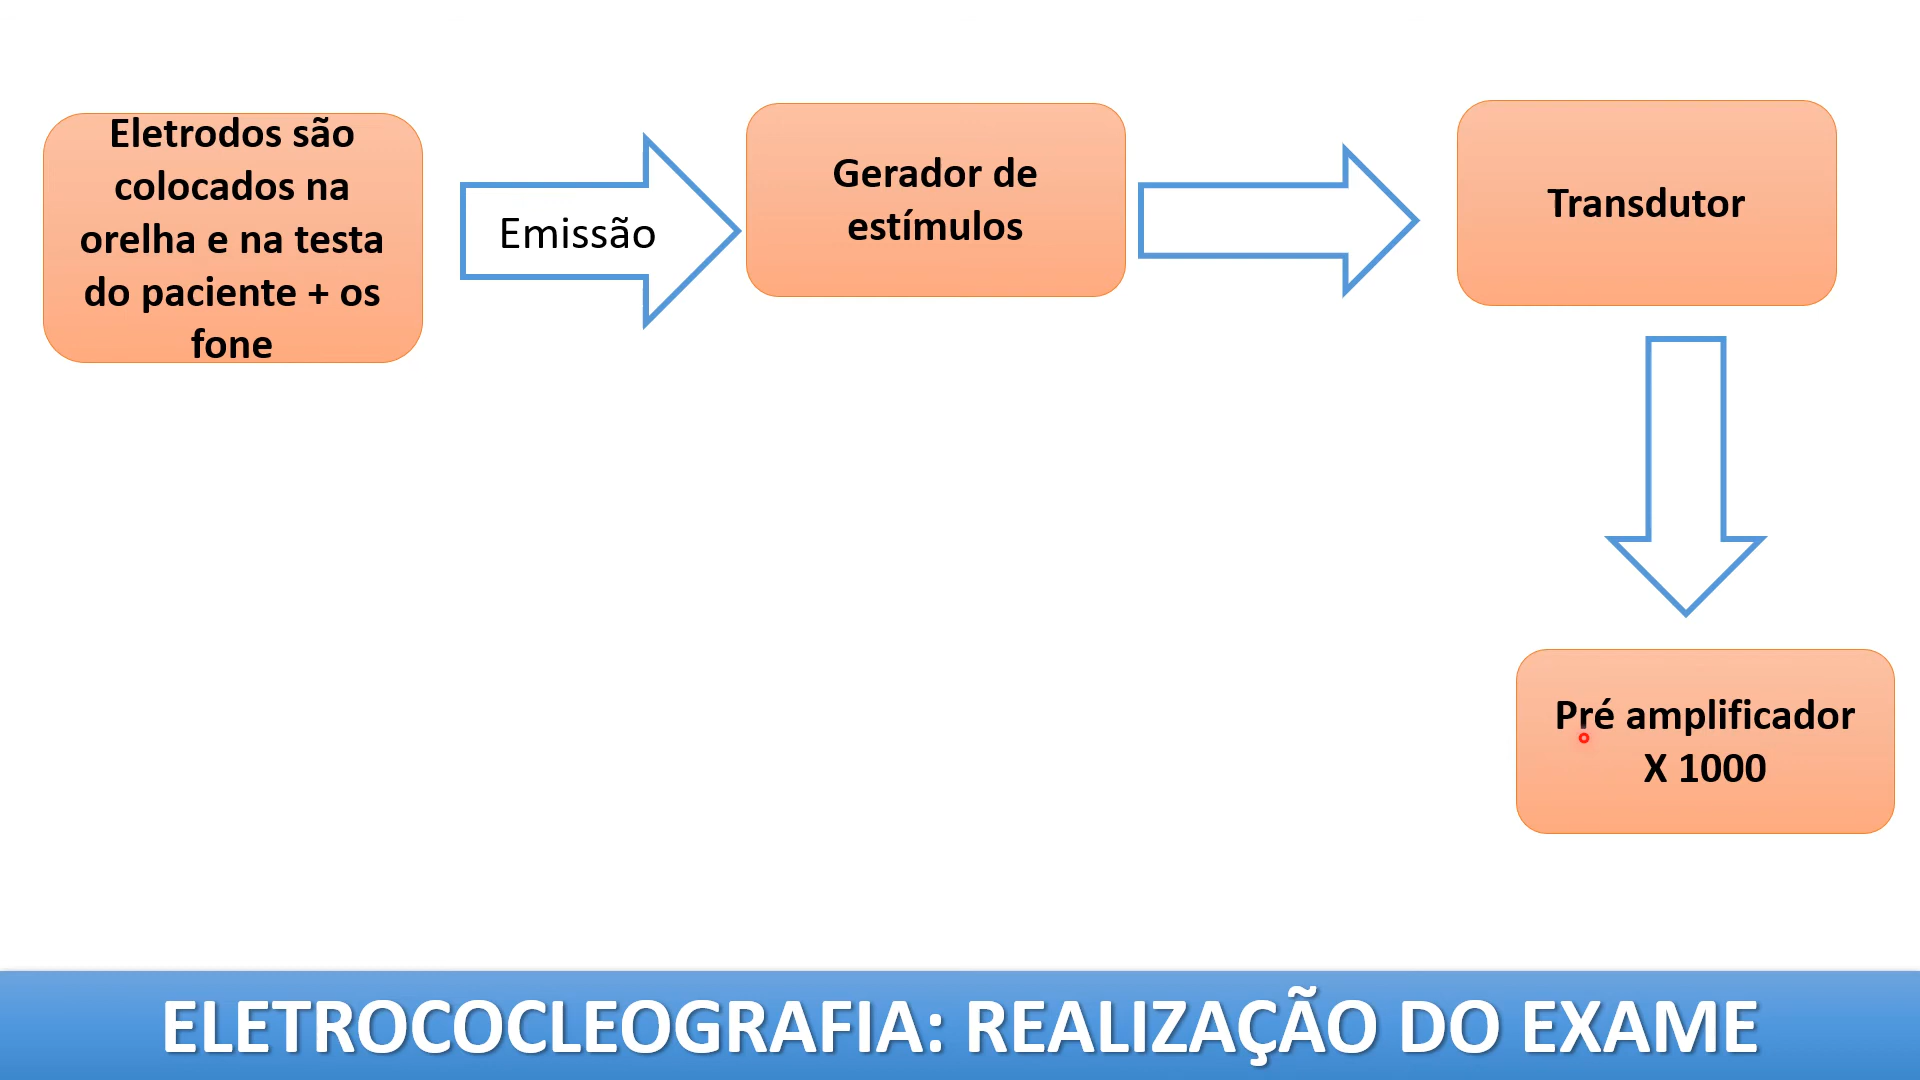 Eletrodos são
colocados na
orelha e na testa
do paciente + os
fone
Emissão
Gerador de
estímulos
Transdutor
Pré amplificador
X 1000
ELETROCOCLEOGRAFIA: REALIZAÇÃO DO EXAME